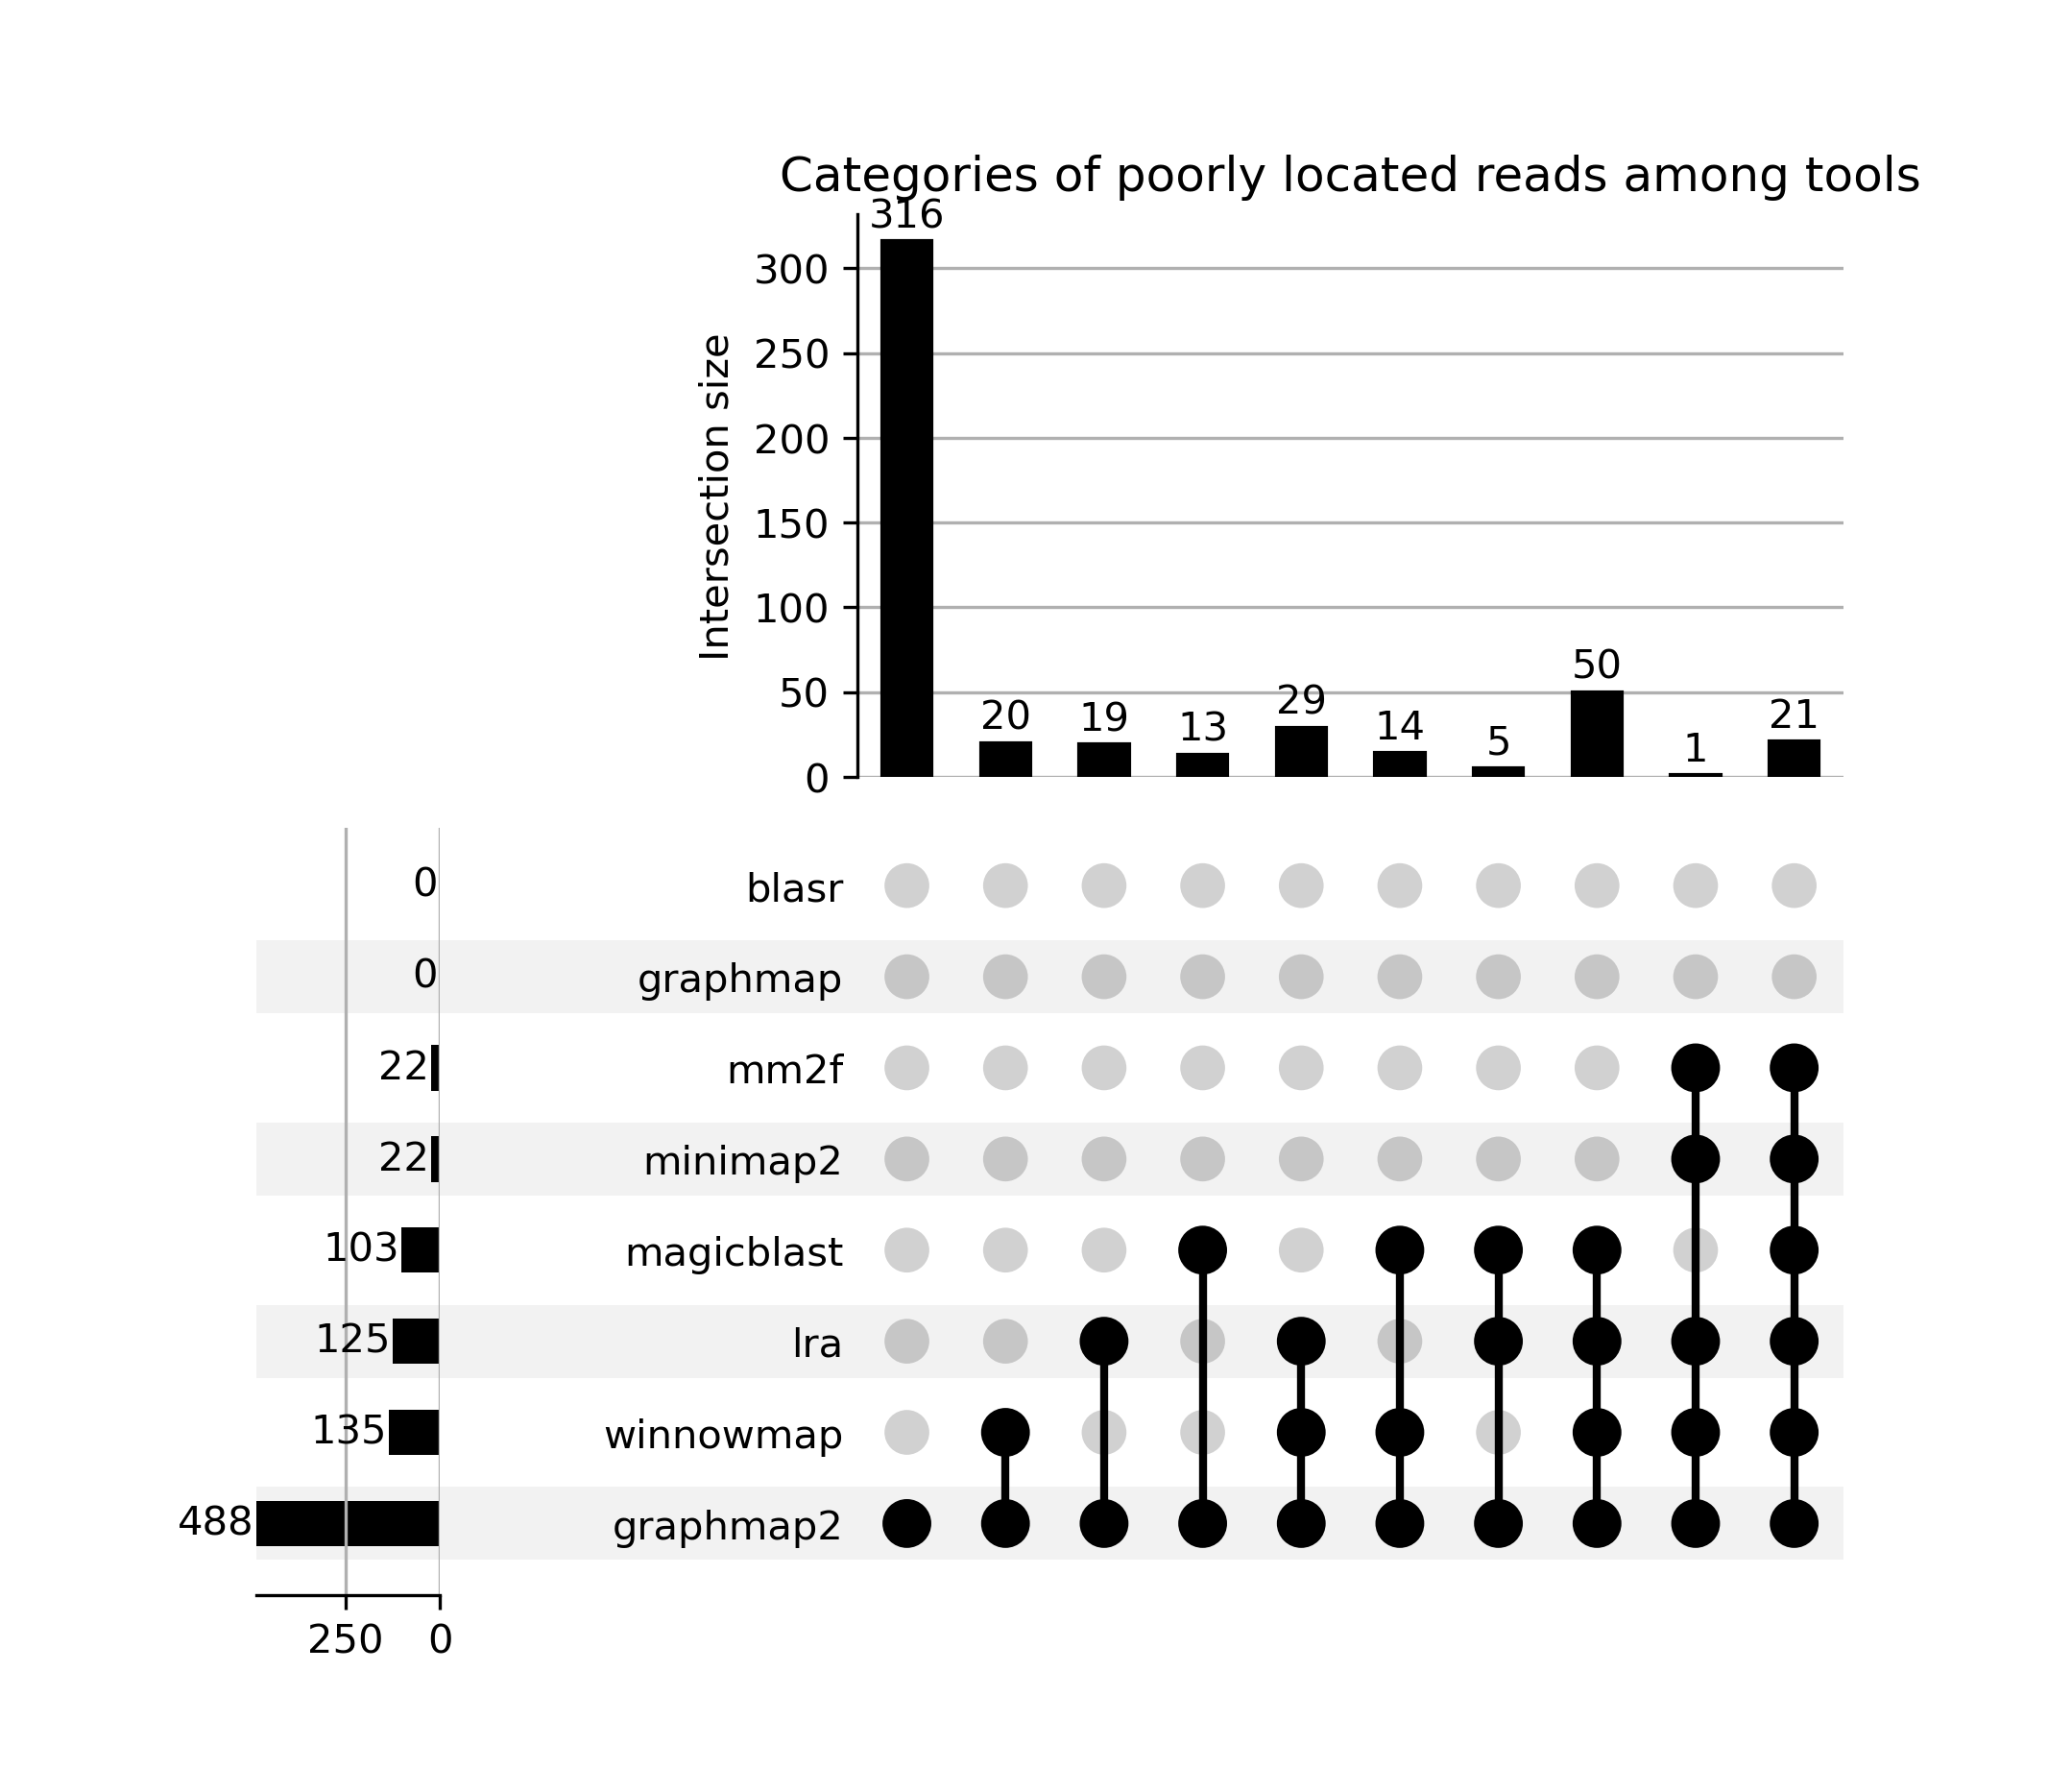 Categories of poorly located reads among tools
316
300
250
200
150
100
50
0
Intersection size
20
19
13
29
14
5
50
1
21
0 blasr
0 graphmap
22 mm2f
22 minimap2
103 magicblast
125 lra
135 winnowmap
488 graphmap2
250 0